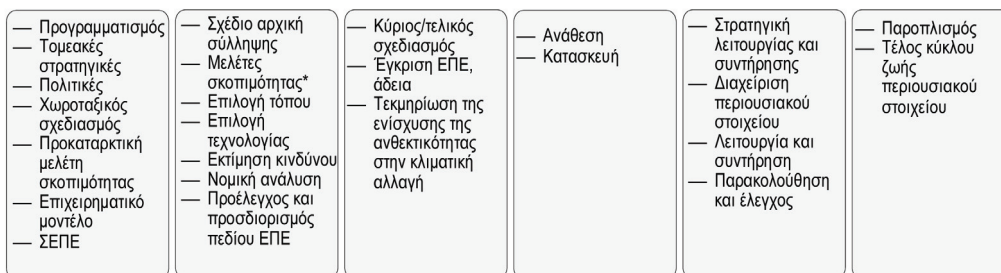 — Προγραμματισμός
— Τομεακές
στρατηγικές
— Πολιτικές
— Χωροταξικός
σχεδιασμός
— Προκαταρκτική
μελέτη
σκοπιμότητας
— Επιχειρηματικό
μοντέλο
— ΣΕΠΕ
— Σχέδιο αρχική
σύλληψης
— Μελέτες
σκοπιμότητας*
— Επιλογή τόπου
— Επιλογή
τεχνολογίας
— Εκτίμηση κινδύνου
— Νομική ανάλυση
— Προέλεγχος και
προσδιορισμός
πεδίου ΕΠΕ
— Κύριος/τελικός
σχεδιασμός
— Έγκριση ΕΠΕ,
άδεια
— Τεκμηρίωση της
ενίσχυσης της
ανθεκτικότητας
στην κλιματική
αλλαγή
— Ανάθεση
— Κατασκευή
— Στρατηγική
λειτουργίας και
συντήρησης
— Διαχείριση
περιουσιακού
στοιχείου
— Λειτουργία και
συντήρηση
— Παρακολούθηση
και έλεγχος
— Παροπλισμός
— Τέλος κύκλου
ζωής
περιουσιακού
στοιχείου